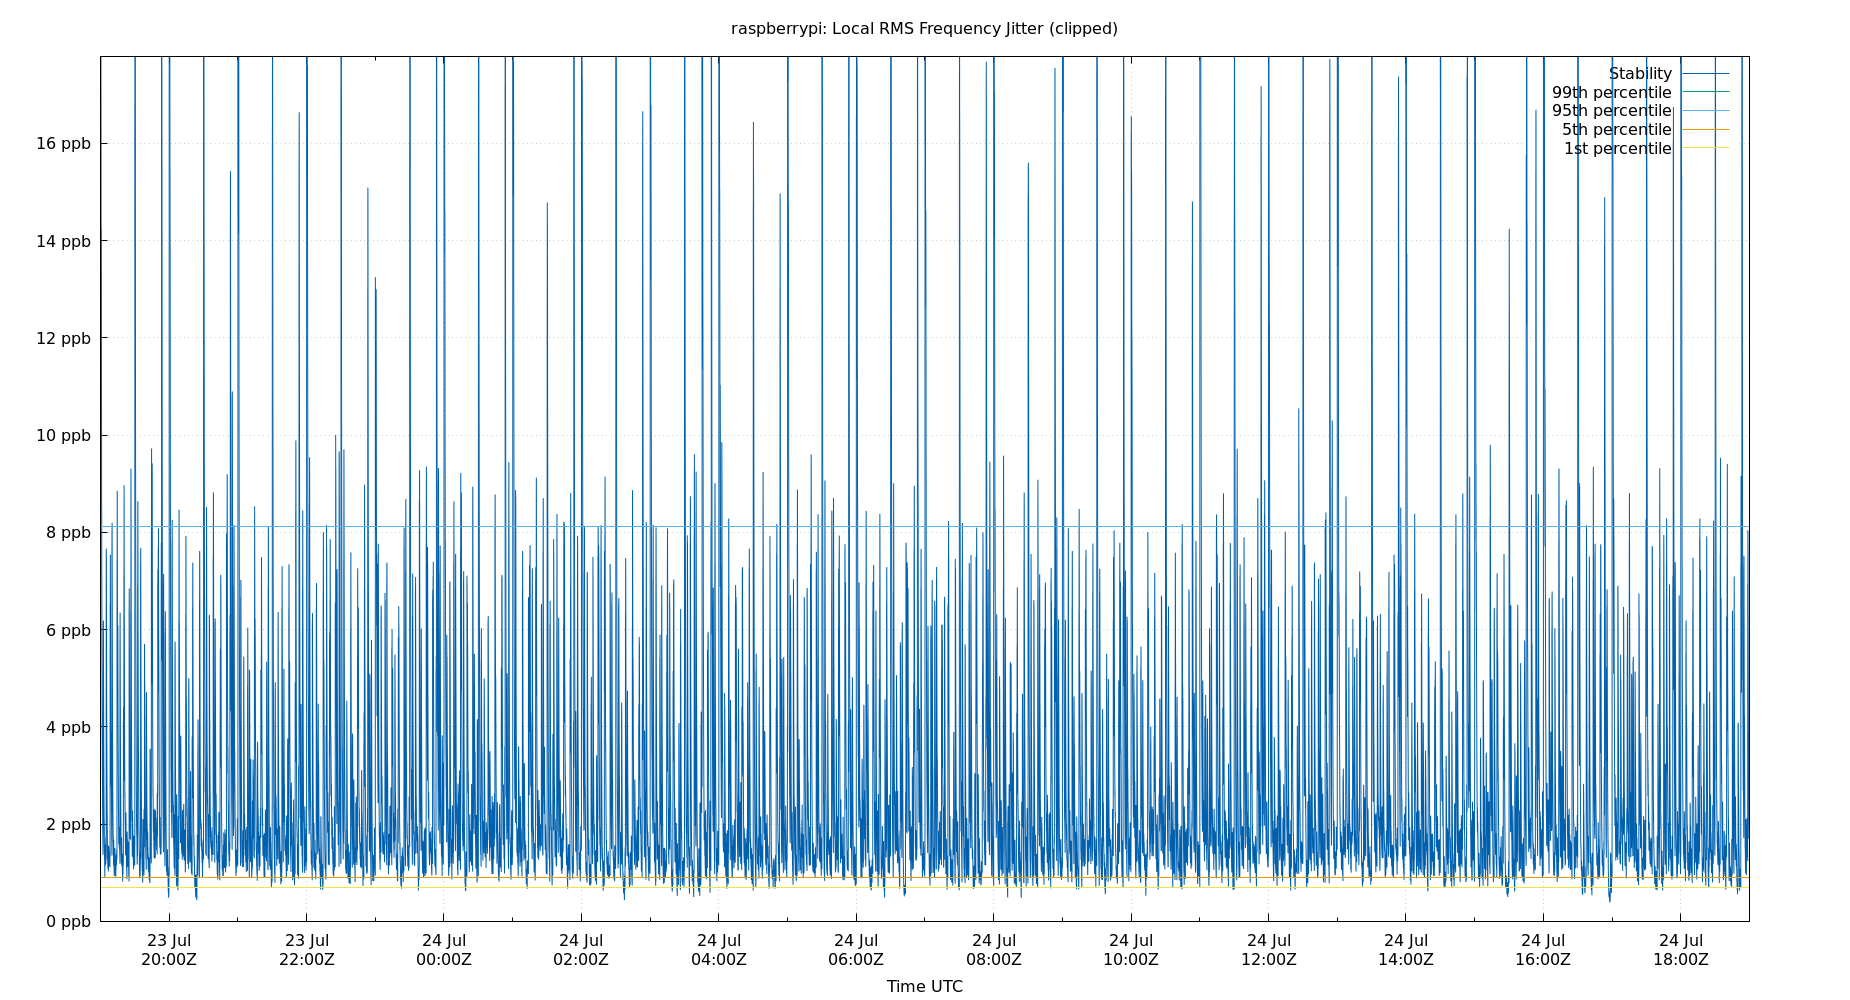 raspberrypi: Local RMS Frequency Jitter (clipped)
Stability
99th percentile
95th percentile
5th percentile
1st percentile
16 ppb
14 ppb
12 ppb
10 ppb
8 ppb
6 ppb
4 ppb
2 ppb
0 ppb
23 Jul 23 Jul 24 Jul 24 Jul 24 Jul 24 Jul 24 Jul 24 Jul 24 Jul 24 Jul 24 Jul 24 Jul
20:00Z 22:00Z 00:00Z 02:00Z 04:00Z 06:00Z 08:00Z 10:00Z 12:00Z 14:00Z 16:00Z 18:00Z
Time UTC